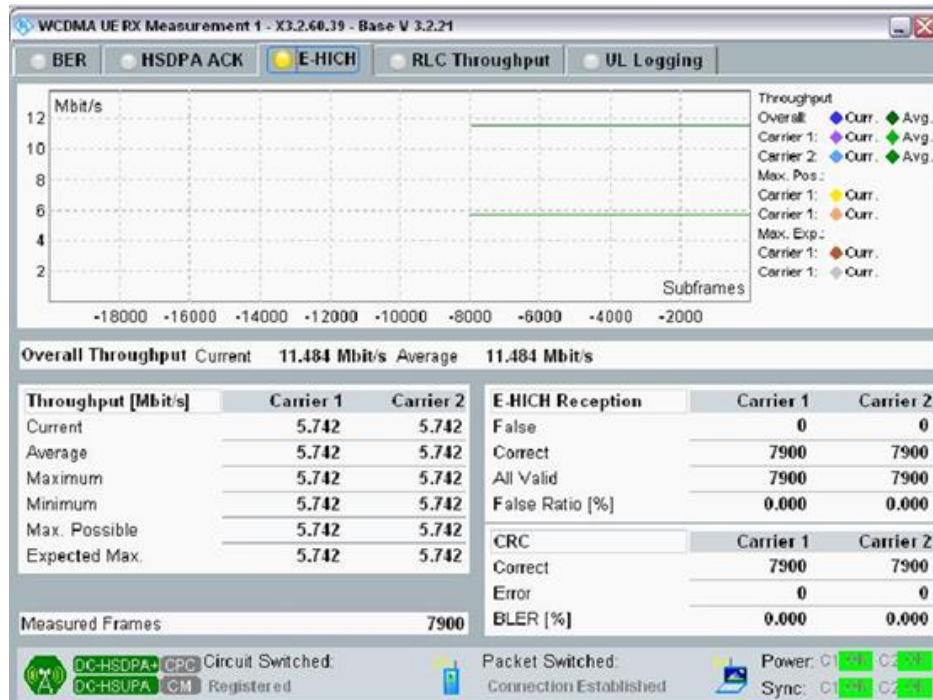 WCDMA UE RX Measurement 1 - X3.2.60.39 - Base V 3.2.21
BER HSDPA ACK E-HICH RLC Throughput UL Logging
Mbit/s
12
10
8
6
4
2
Subframes
-18000 -16000 -14000 -12000 -10000 -8000 -6000 -4000 -2000
Throughput
Overall: Curr. Avg.
Carrier 1: Curr. Avg.
Carrier 2: Curr. Avg.
Max. Pos.:
Carrier 1: Curr.
Carrier 1: Curr.
Max. Exp.:
Carrier 1: Curr.
Carrier 1: Curr.
Overall Throughput Current 11.484 Mbit/s Average 11.484 Mbit/s
Throughput [Mbit/s] Carrier 1 Carrier 2
Current 5.742 5.742
Average 5.742 5.742
Maximum 5.742 5.742
Minimum 5.742 5.742
Max. Possible 5.742 5.742
Expected Max. 5.742 5.742
Measured Frames 7900
E-HICH Reception Carrier 1 Carrier 2
False 0 0
Correct 7900 7900
All Valid 7900 7900
False Ratio [%] 0.000 0.000
CRC Carrier 1 Carrier 2
Correct 7900 7900
Error 0 0
BLER [%] 0.000 0.000
DC-HSDPA+ CPC Circuit Switched:
DC-HSUPA CM Registered
Packet Switched:
Connection Established
Power: C1 C2
Sync: C1 C2